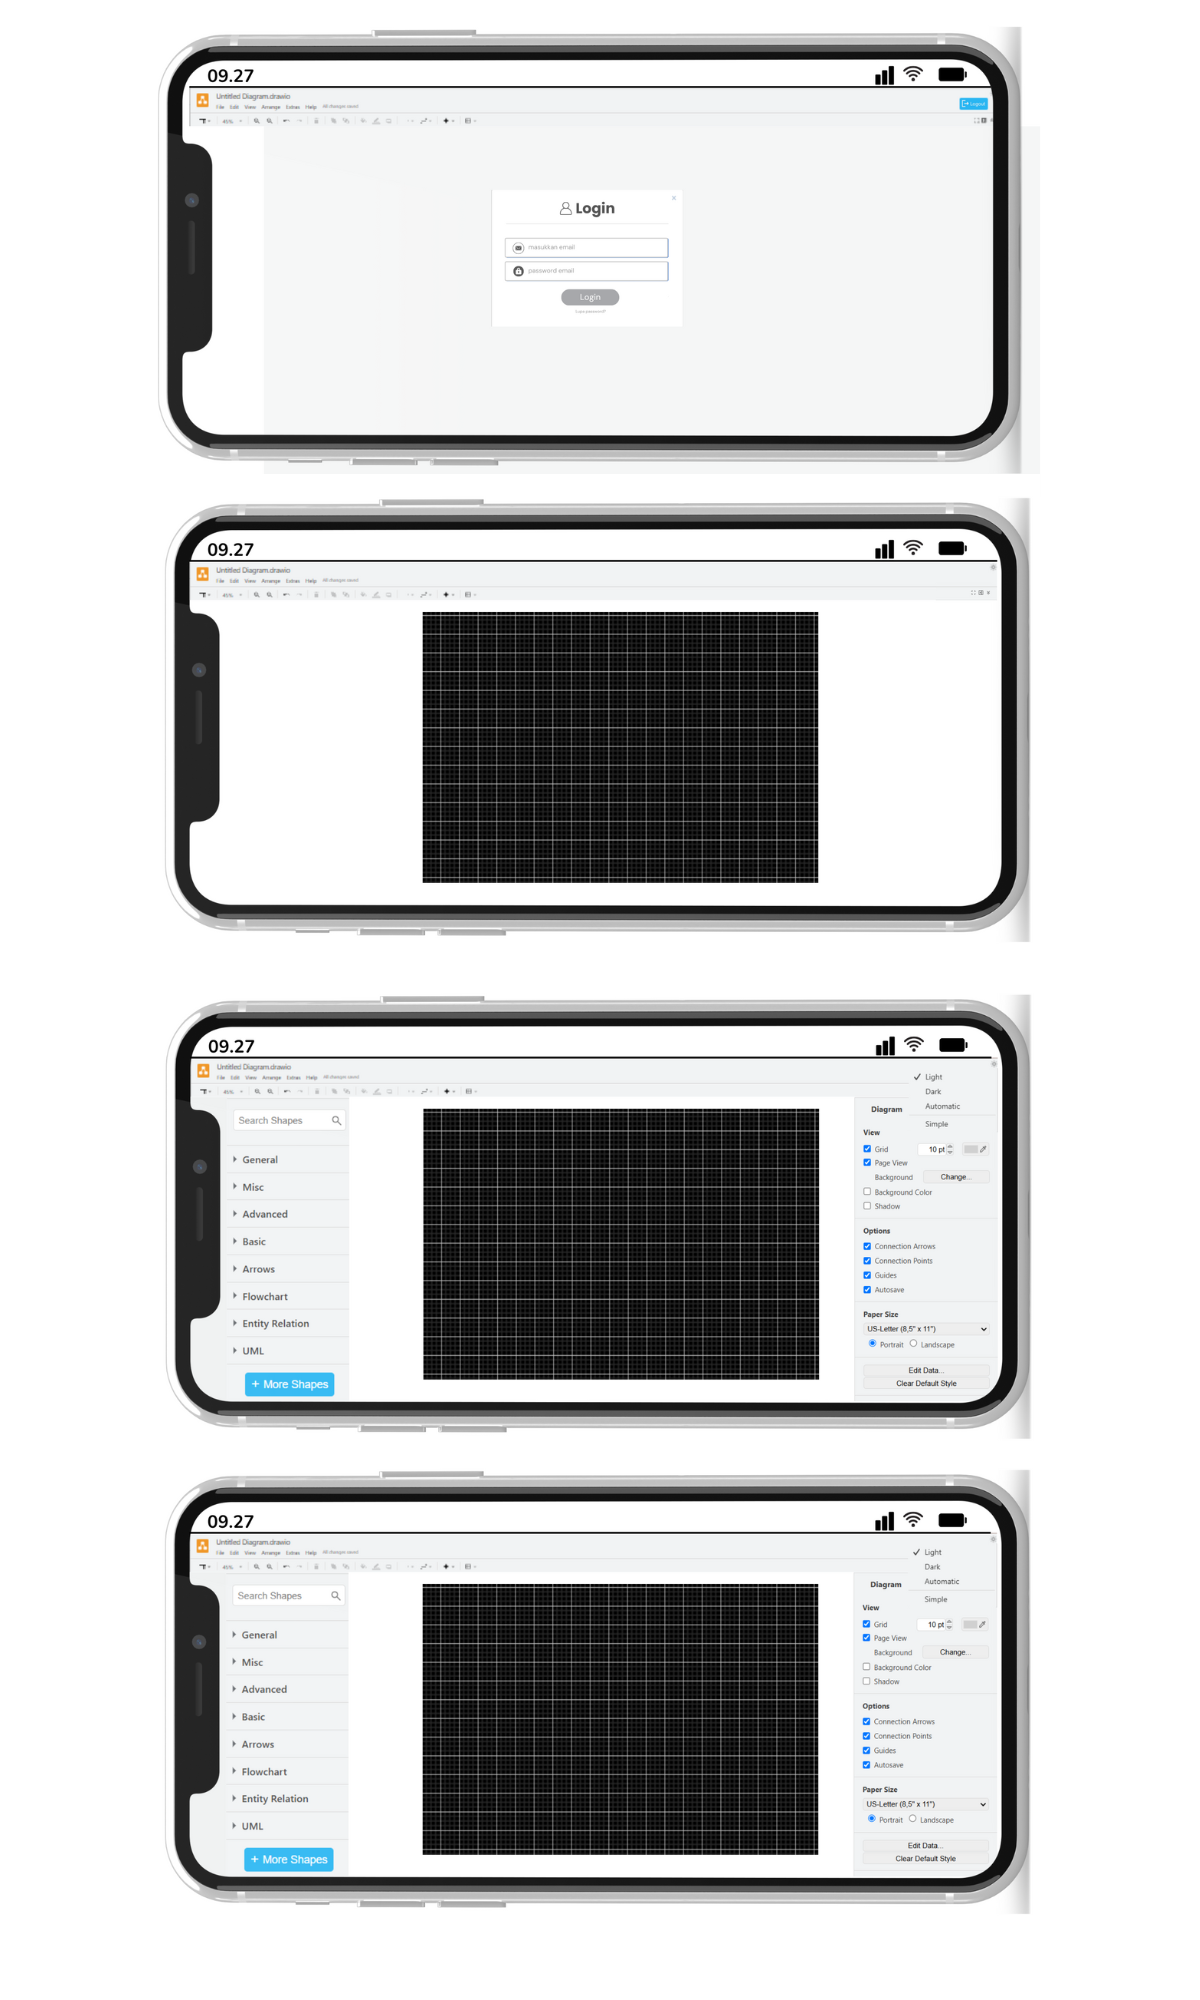 09.27
Untitled Diagram.drawio
File Edit View Arrange Extras Help All changes saved
Logout
45%
Login
masukkan email
password email
Login
Lupa password?
09.27
Untitled Diagram.drawio
File Edit View Arrange Extras Help All changes saved
45%
09.27
Untitled Diagram.drawio
File Edit View Arrange Extras Help All changes saved
45%
Light
Dark
Automatic
Simple
Search Shapes
General
Misc
Advanced
Basic
Arrows
Flowchart
Entity Relation
UML
+ More Shapes
Diagram
View
Grid 10 pt
Page View
Background Change...
Background Color
Shadow
Options
Connection Arrows
Connection Points
Guides
Autosave
Paper Size
US-Letter (8,5" x 11")
Portrait Landscape
Edit Data...
Clear Default Style
09.27
Untitled Diagram.drawio
File Edit View Arrange Extras Help All changes saved
45%
Light
Dark
Automatic
Simple
Search Shapes
General
Misc
Advanced
Basic
Arrows
Flowchart
Entity Relation
UML
+ More Shapes
Diagram
View
Grid 10 pt
Page View
Background Change...
Background Color
Shadow
Options
Connection Arrows
Connection Points
Guides
Autosave
Paper Size
US-Letter (8,5" x 11")
Portrait Landscape
Edit Data...
Clear Default Style